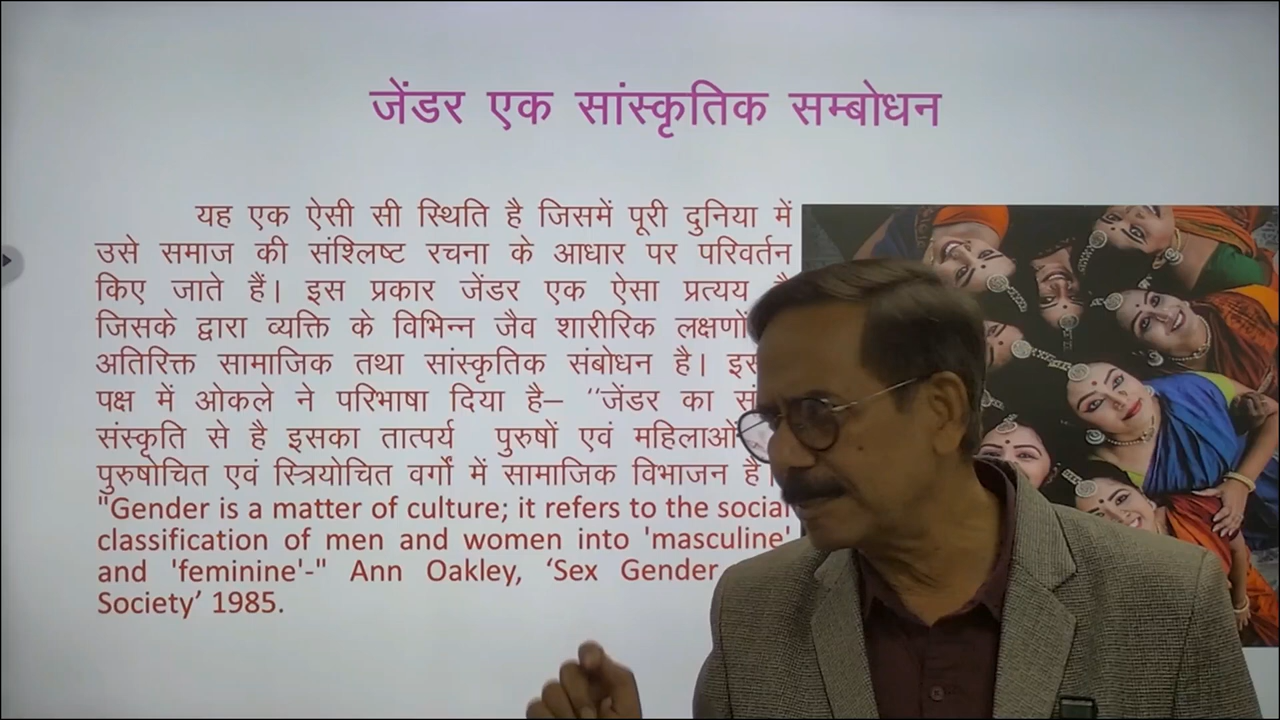 जेंडर एक सांस्कृतिक सम्बोधन
यह एक ऐसी सी स्थिति है जिसमें पूरी दुनिया में
उसे समाज की संश्लिष्ट रचना के आधार पर परिवर्तन
किए जाते हैं। इस प्रकार जेंडर एक ऐसा प्रत्यय
जिसके द्वारा व्यक्ति के विभिन्न जैव शारीरिक लक्षणों
अतिरिक्त सामाजिक तथा सांस्कृतिक संबोधन है।
पक्ष में ओकले ने परिभाषा दिया है– ‘‘जेंडर का
संस्कृति से है इसका तात्पर्य पुरुषों एवं महिलाओं
पुरुषोचित एवं स्त्रियोचित वर्गों में सामाजिक विभाजन है।
"Gender is a matter of culture; it refers to the social
classification of men and women into 'masculine'
and 'feminine'-" Ann Oakley, ‘Sex Gender
Society’ 1985.